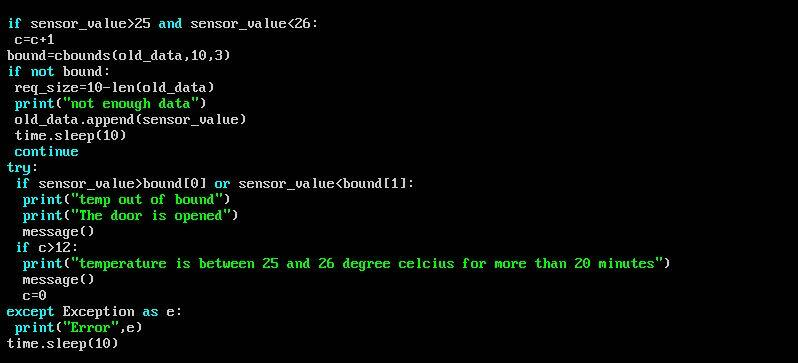 if sensor_value>25 and sensor_value<26:
 c=c+1
bound=cbounds(old_data,10,3)
if not bound:
 req_size=10-len(old_data)
 print("not enough data")
 old_data.append(sensor_value)
 time.sleep(10)
 continue
try:
 if sensor_value>bound[0] or sensor_value<bound[1]:
  print("temp out of bound")
  print("The door is opened")
  message()
 if c>12:
  print("temperature is between 25 and 26 degree celcius for more than 20 minutes")
  message()
  c=0
except Exception as e:
 print("Error",e)
time.sleep(10)